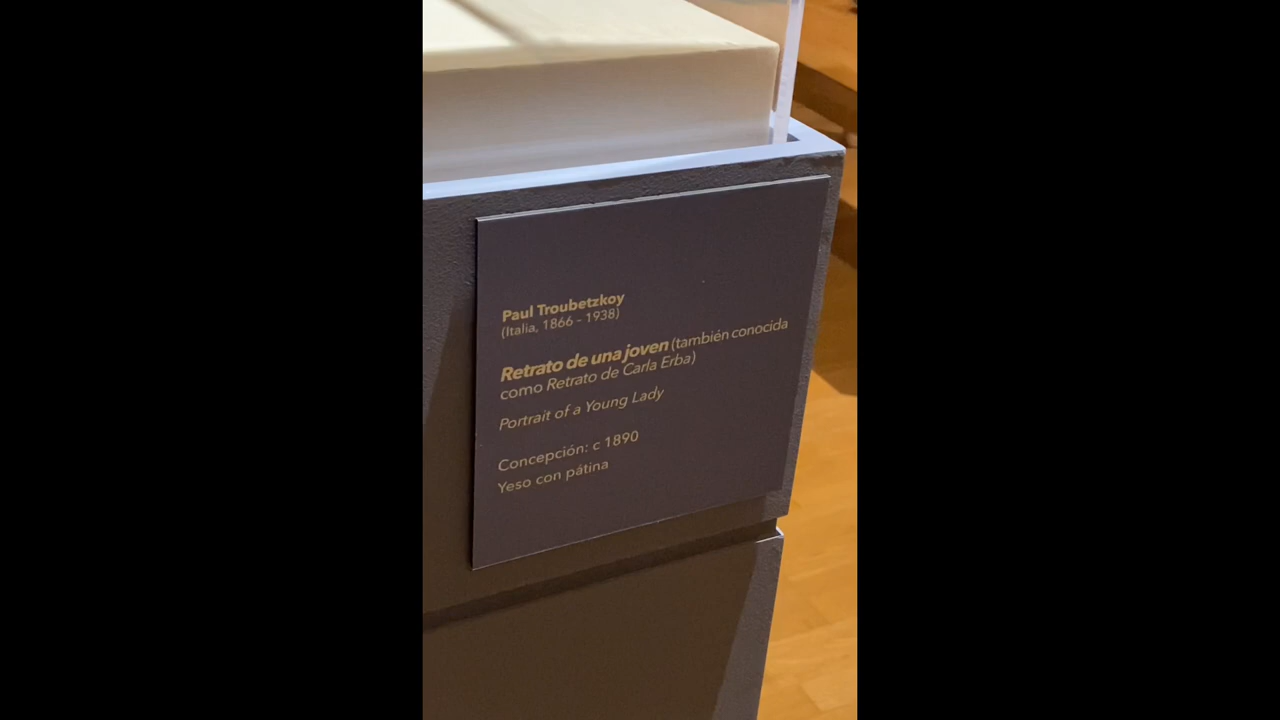 Paul Troubetzkoy
(Italia, 1866 - 1938)
Retrato de una joven (también conocida
como Retrato de Carla Erba)
Portrait of a Young Lady
Concepción: c 1890
Yeso con pátina